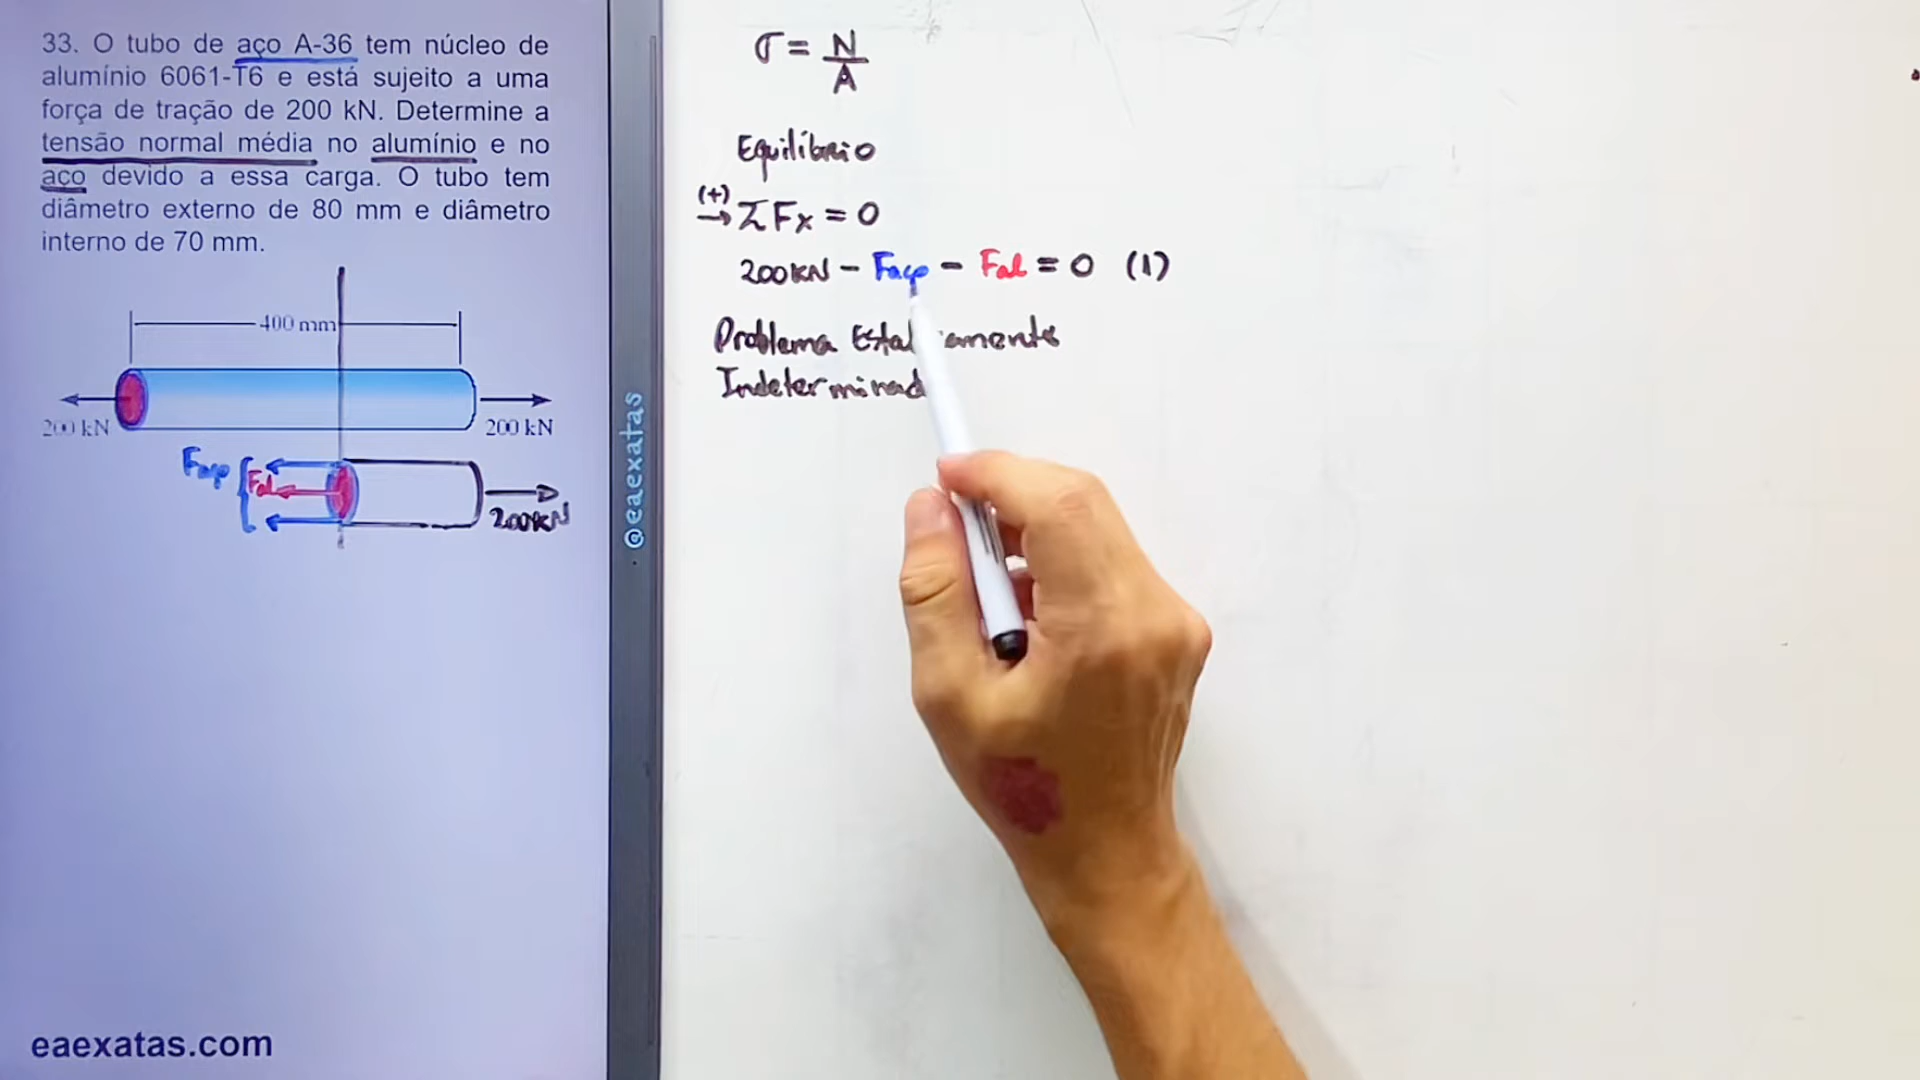 33. O tubo de aço A-36 tem núcleo de
alumínio 6061-T6 e está sujeito a uma
força de tração de 200 kN. Determine a
tensão normal média no alumínio e no
aço devido a essa carga. O tubo tem
diâmetro externo de 80 mm e diâmetro
interno de 70 mm.
400 mm
200 kN
200 kN
Faço
Fal
200KN
eaexatas.com
@eaexatas
σ = N
A
Equilíbrio
(+)
→ ΣFx = 0
200KN - Faço - Fal = 0 (1)
Problema